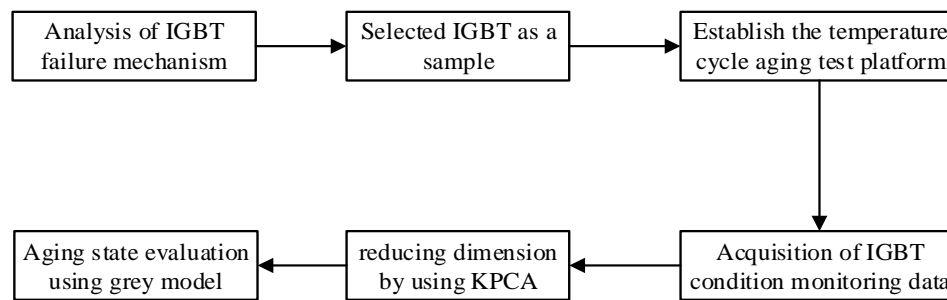 Analysis of IGBT
failure mechanism
Selected IGBT as a
sample
Establish the temperature
cycle aging test platform
Acquisition of IGBT
condition monitoring data
reducing dimension
by using KPCA
Aging state evaluation
using grey model